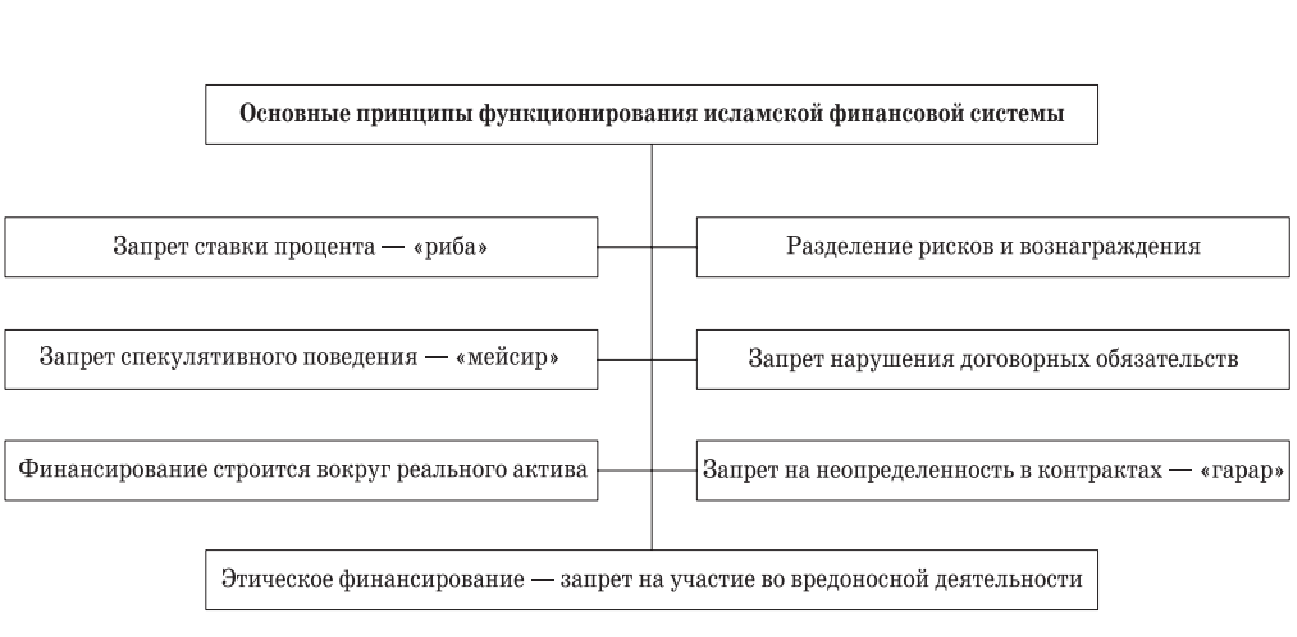 Основные принципы функционирования исламской финансовой системы
Запрет ставки процента — «риба»
Разделение рисков и вознаграждения
Запрет спекулятивного поведения — «мейсир»
Запрет нарушения договорных обязательств
Финансирование строится вокруг реального актива
Запрет на неопределенность в контрактах — «гарар»
Этическое финансирование — запрет на участие во вредоносной деятельности